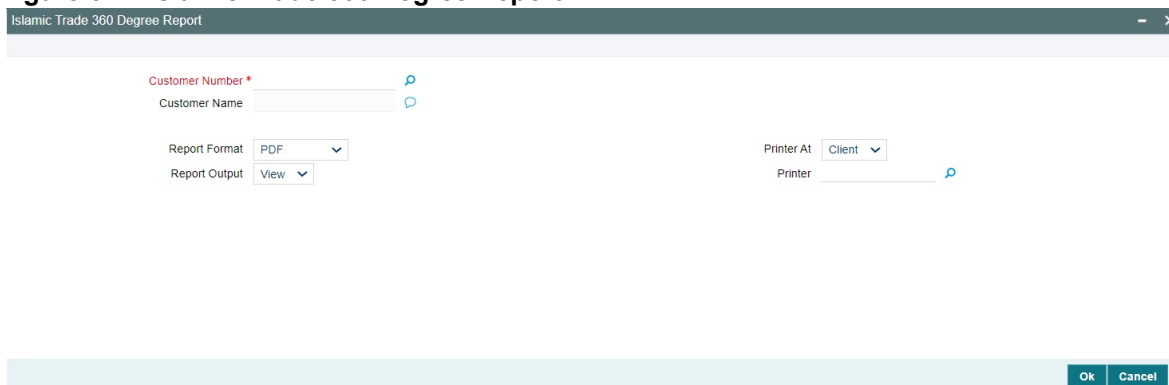 Islamic Trade 360 Degree Report
Customer Number *
Customer Name
Report Format PDF Printer At Client
Report Output View Printer
Ok Cancel